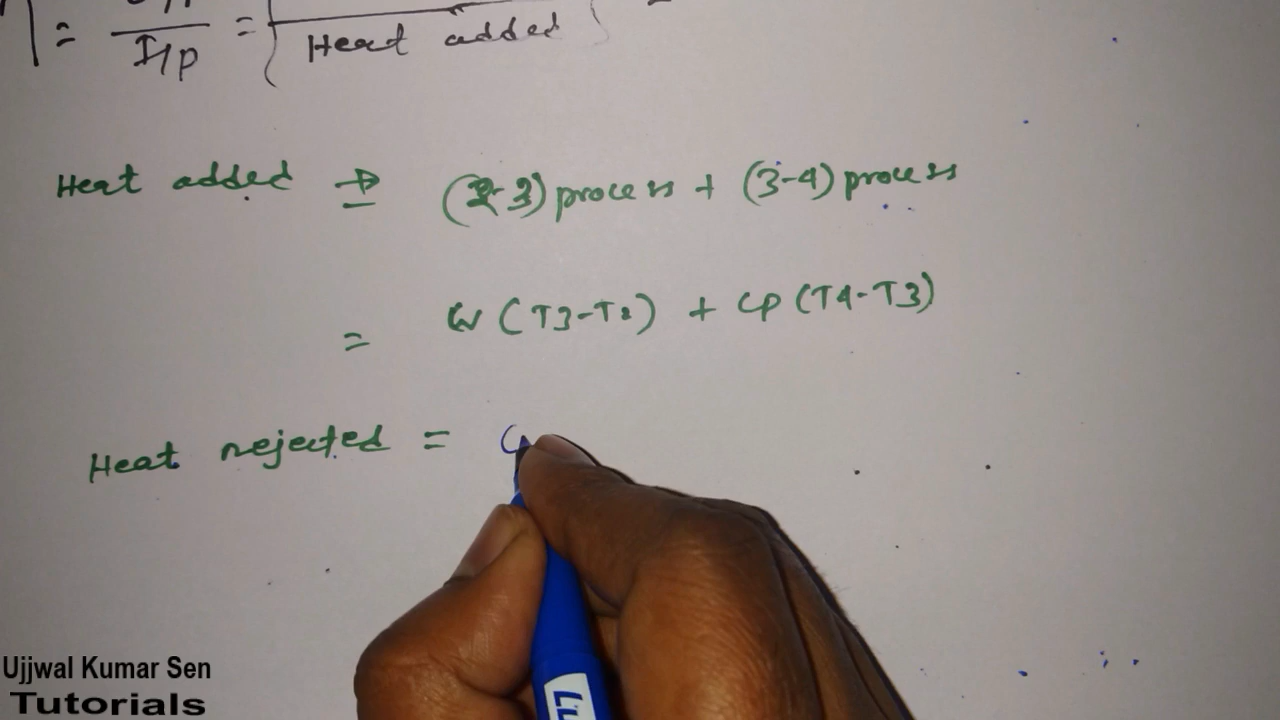 η = O/P / I/P = { / Heat added } =
Heat added ⇒ (2-3) process + (3-4) process
= Cv (T3-T2) + CP (T4-T3)
Heat rejected = C
Ujjwal Kumar Sen
Tutorials